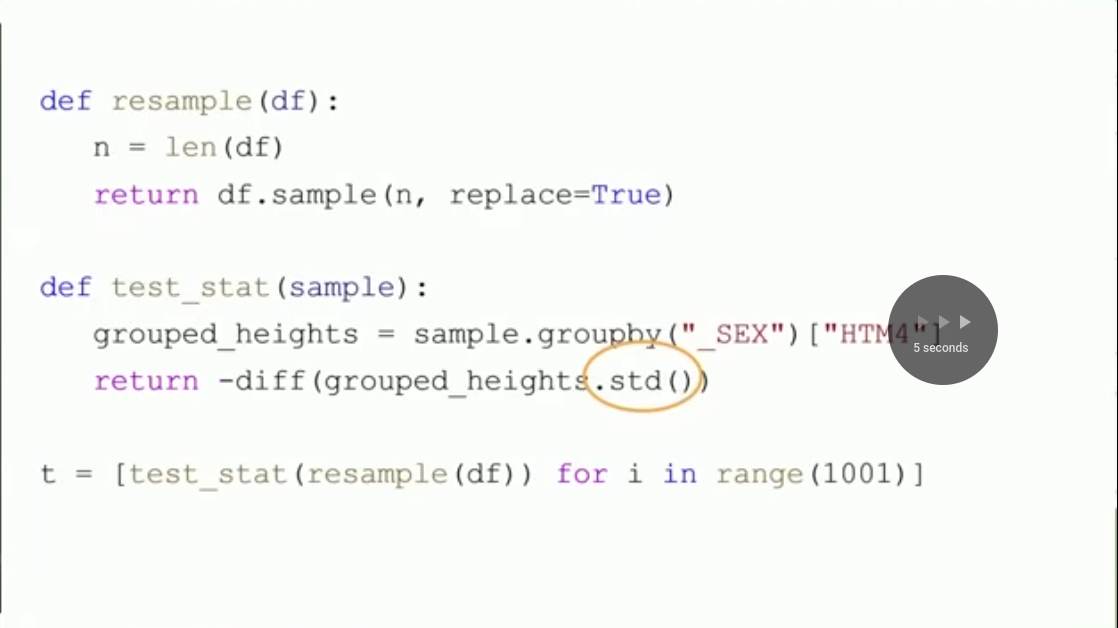 def resample(df):
n = len(df)
return df.sample(n, replace=True)
def test_stat(sample):
grouped_heights = sample.groupby("_SEX")["HTM4"]
5 seconds
return -diff(grouped_heights.std())
t = [test_stat(resample(df)) for i in range(1001)]